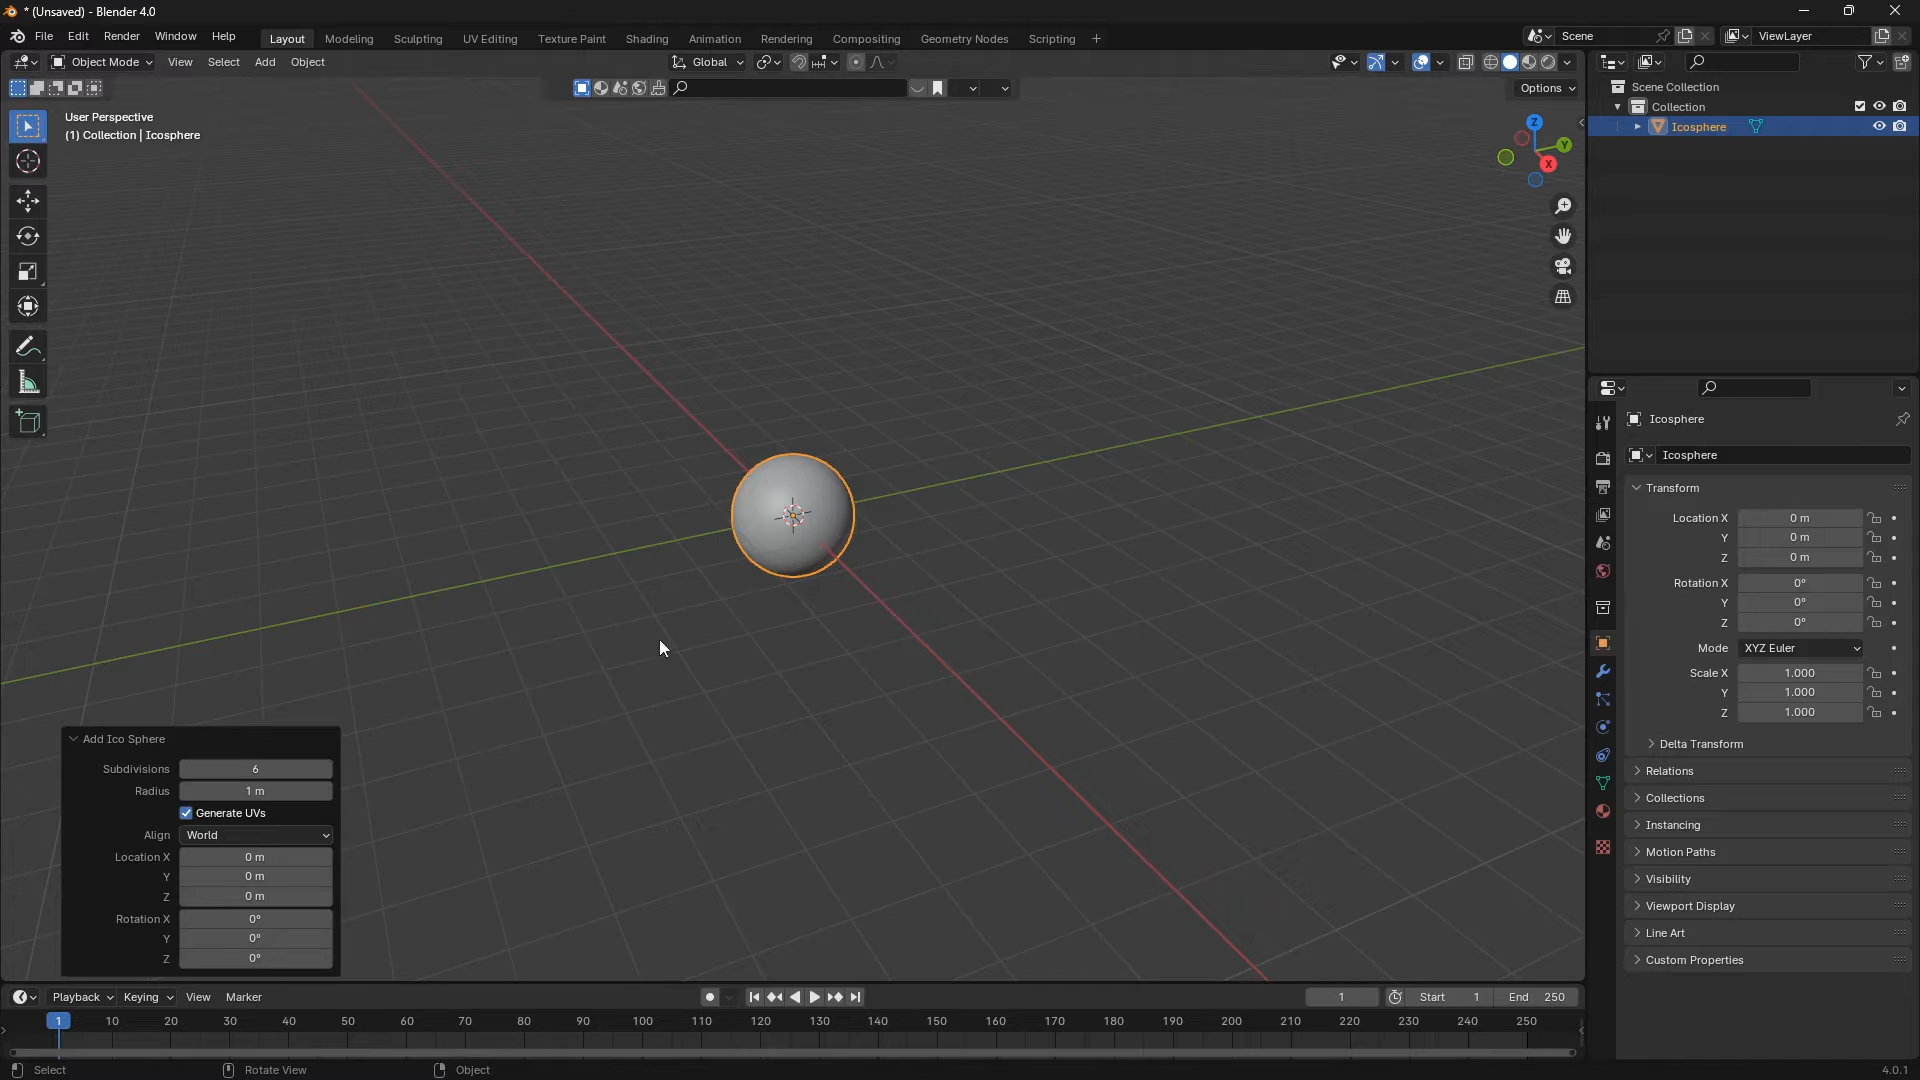 * (Unsaved) - Blender 4.0
File Edit Render Window Help Layout Modeling Sculpting UV Editing Texture Paint Shading Animation Rendering Compositing Geometry Nodes Scripting Scene ViewLayer
Object Mode View Select Add Object Global
Options
User Perspective
(1) Collection | Icosphere
Z
Y
X
Scene Collection
Collection
Icosphere
Icosphere
Icosphere
Transform
Location X 0 m
Y 0 m
Z 0 m
Rotation X 0°
Y 0°
Z 0°
Mode XYZ Euler
Scale X 1.000
Y 1.000
Z 1.000
Delta Transform
Relations
Collections
Instancing
Motion Paths
Visibility
Viewport Display
Line Art
Custom Properties
Add Ico Sphere
Subdivisions 6
Radius 1 m
Generate UVs
Align World
Location X 0 m
Y 0 m
Z 0 m
Rotation X 0°
Y 0°
Z 0°
Playback Keying View Marker 1 Start 1 End 250
1 10 20 30 40 50 60 70 80 90 100 110 120 130 140 150 160 170 180 190 200 210 220 230 240 250
Select Rotate View Object 4.0.1